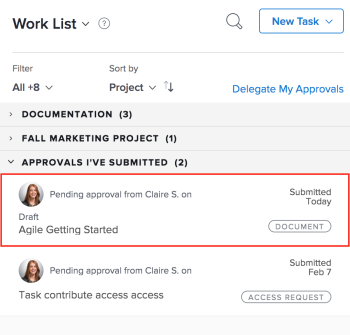 Work List
New Task
Filter
Sort by
All +8
Project
Delegate My Approvals
DOCUMENTATION (3)
FALL MARKETING PROJECT (1)
APPROVALS I'VE SUBMITTED (2)
Pending approval from Claire S. on
Submitted
Today
Draft
Agile Getting Started
DOCUMENT
Pending approval from Claire S. on
Submitted
Feb 7
Task contribute access access
ACCESS REQUEST